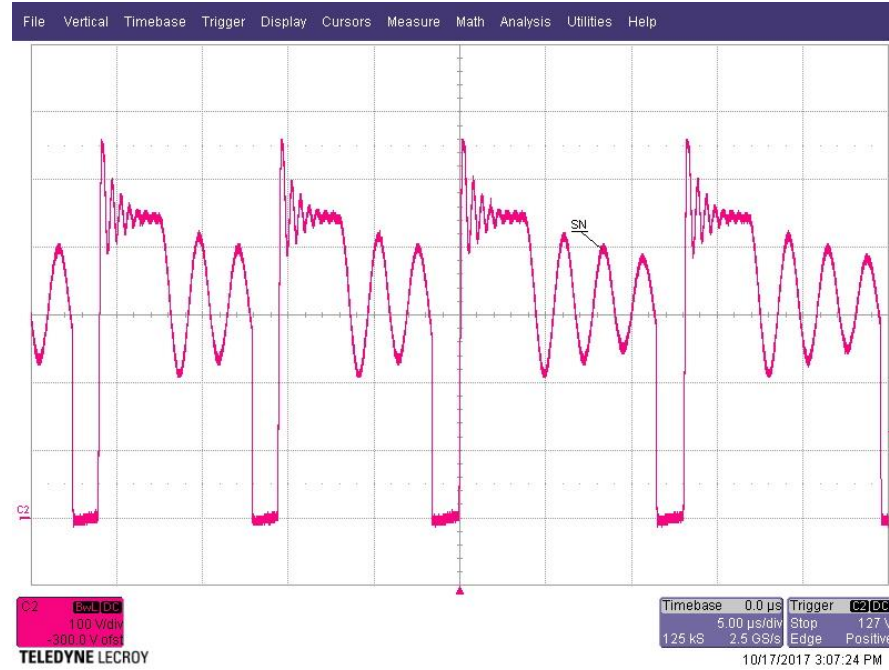 File Vertical Timebase Trigger Display Cursors Measure Math Analysis Utilities Help
SN
C2
C2 BwL DC
100 V/div
-300.0 V ofst
Timebase 0.0 µs
5.00 µs/div
125 kS 2.5 GS/s
Trigger C2 DC
Stop 127 V
Edge Positive
TELEDYNE LECROY
10/17/2017 3:07:24 PM